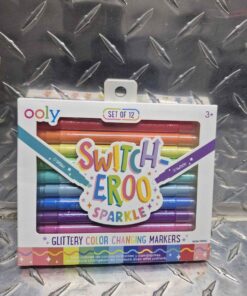 ooly
SET OF 12
3+
SWITCH-
EROO
SPARKLE
GLITTERY COLOR CHANGING MARKERS